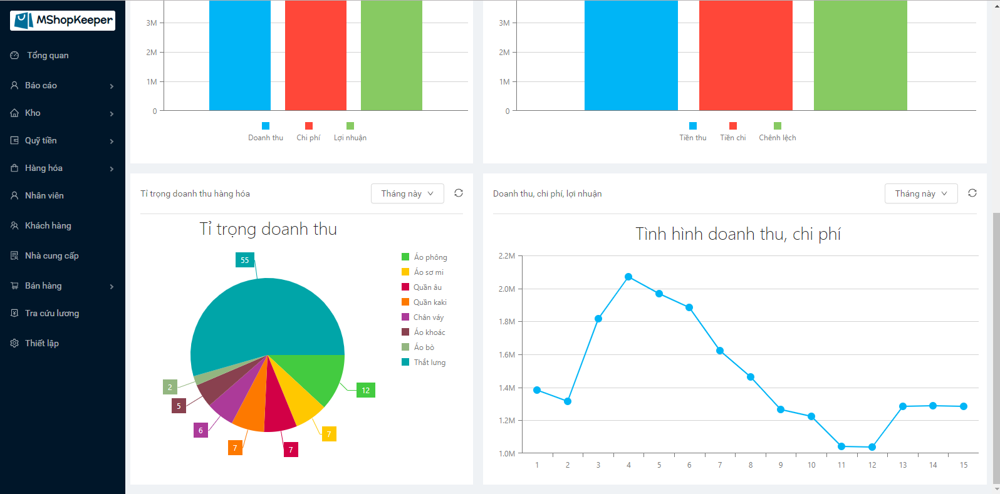 MShopKeeper
Tổng quan
Báo cáo
Kho
Quỹ tiền
Hàng hóa
Nhân viên
Khách hàng
Nhà cung cấp
Bán hàng
Tra cứu lương
Thiết lập
3M
2M
1M
0
Doanh thu
Chi phí
Lợi nhuận
3M
2M
1M
0
Tiền thu
Tiền chi
Chênh lệch
Tỉ trọng doanh thu hàng hóa
Tháng này
Tỉ trọng doanh thu
55
2
5
6
7
7
7
12
Áo phông
Áo sơ mi
Quần âu
Quần kaki
Chân váy
Áo khoác
Áo bò
Thắt lưng
Doanh thu, chi phí, lợi nhuận
Tháng này
Tình hình doanh thu, chi phí
2.2M
2.0M
1.8M
1.6M
1.4M
1.2M
1.0M
1 2 3 4 5 6 7 8 9 10 11 12 13 14 15